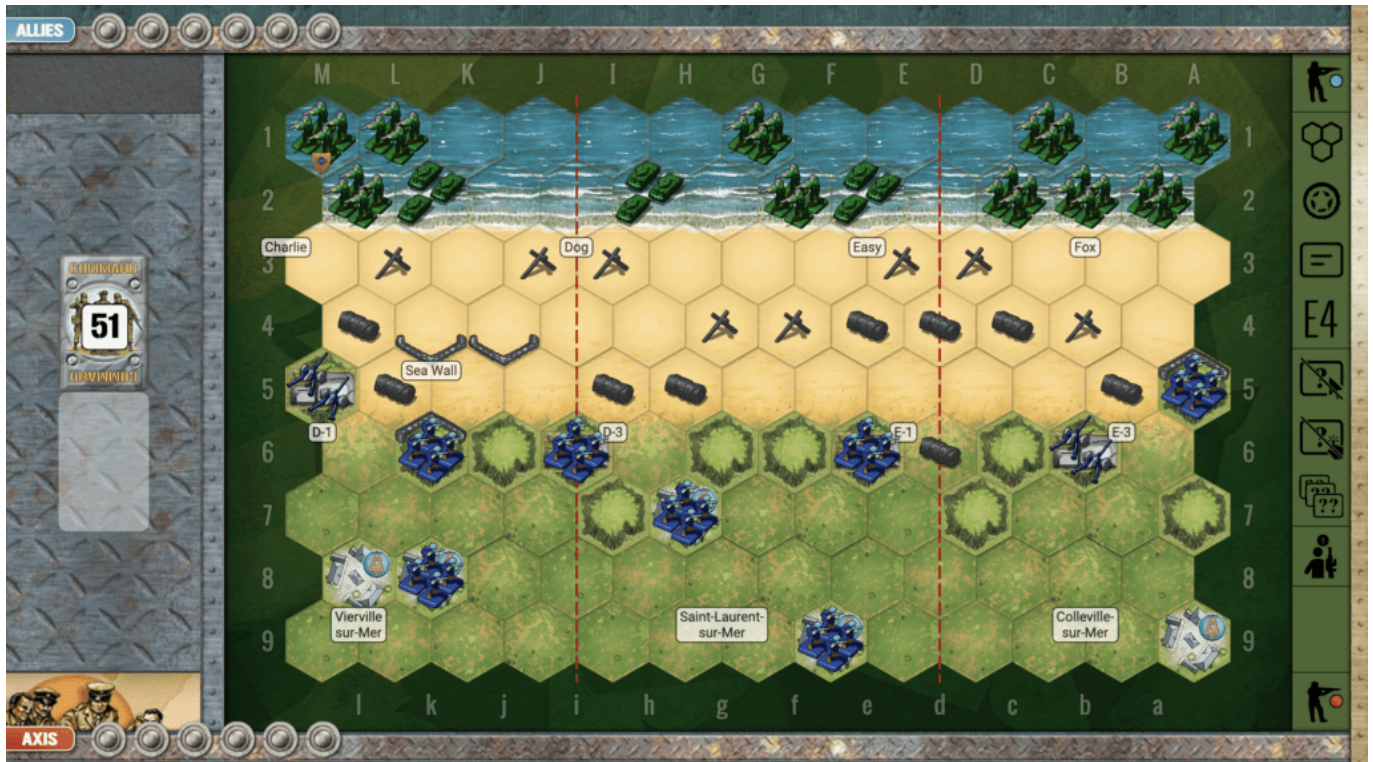 ALLIES
M L K J I H G F E D C B A
1 1
2 2
Charlie Dog Easy Fox
3 3
COMMAND
51
COMMAND
4 4
E4
Sea Wall
5 5
? 
D-1 D-3 E-1 E-3
6 6
?
7 7
??
??
8 8
Vierville
sur-Mer
Saint-Laurent-
sur-Mer
Colleville-
sur-Mer
9 9
l k j i h g f e d c b a
AXIS